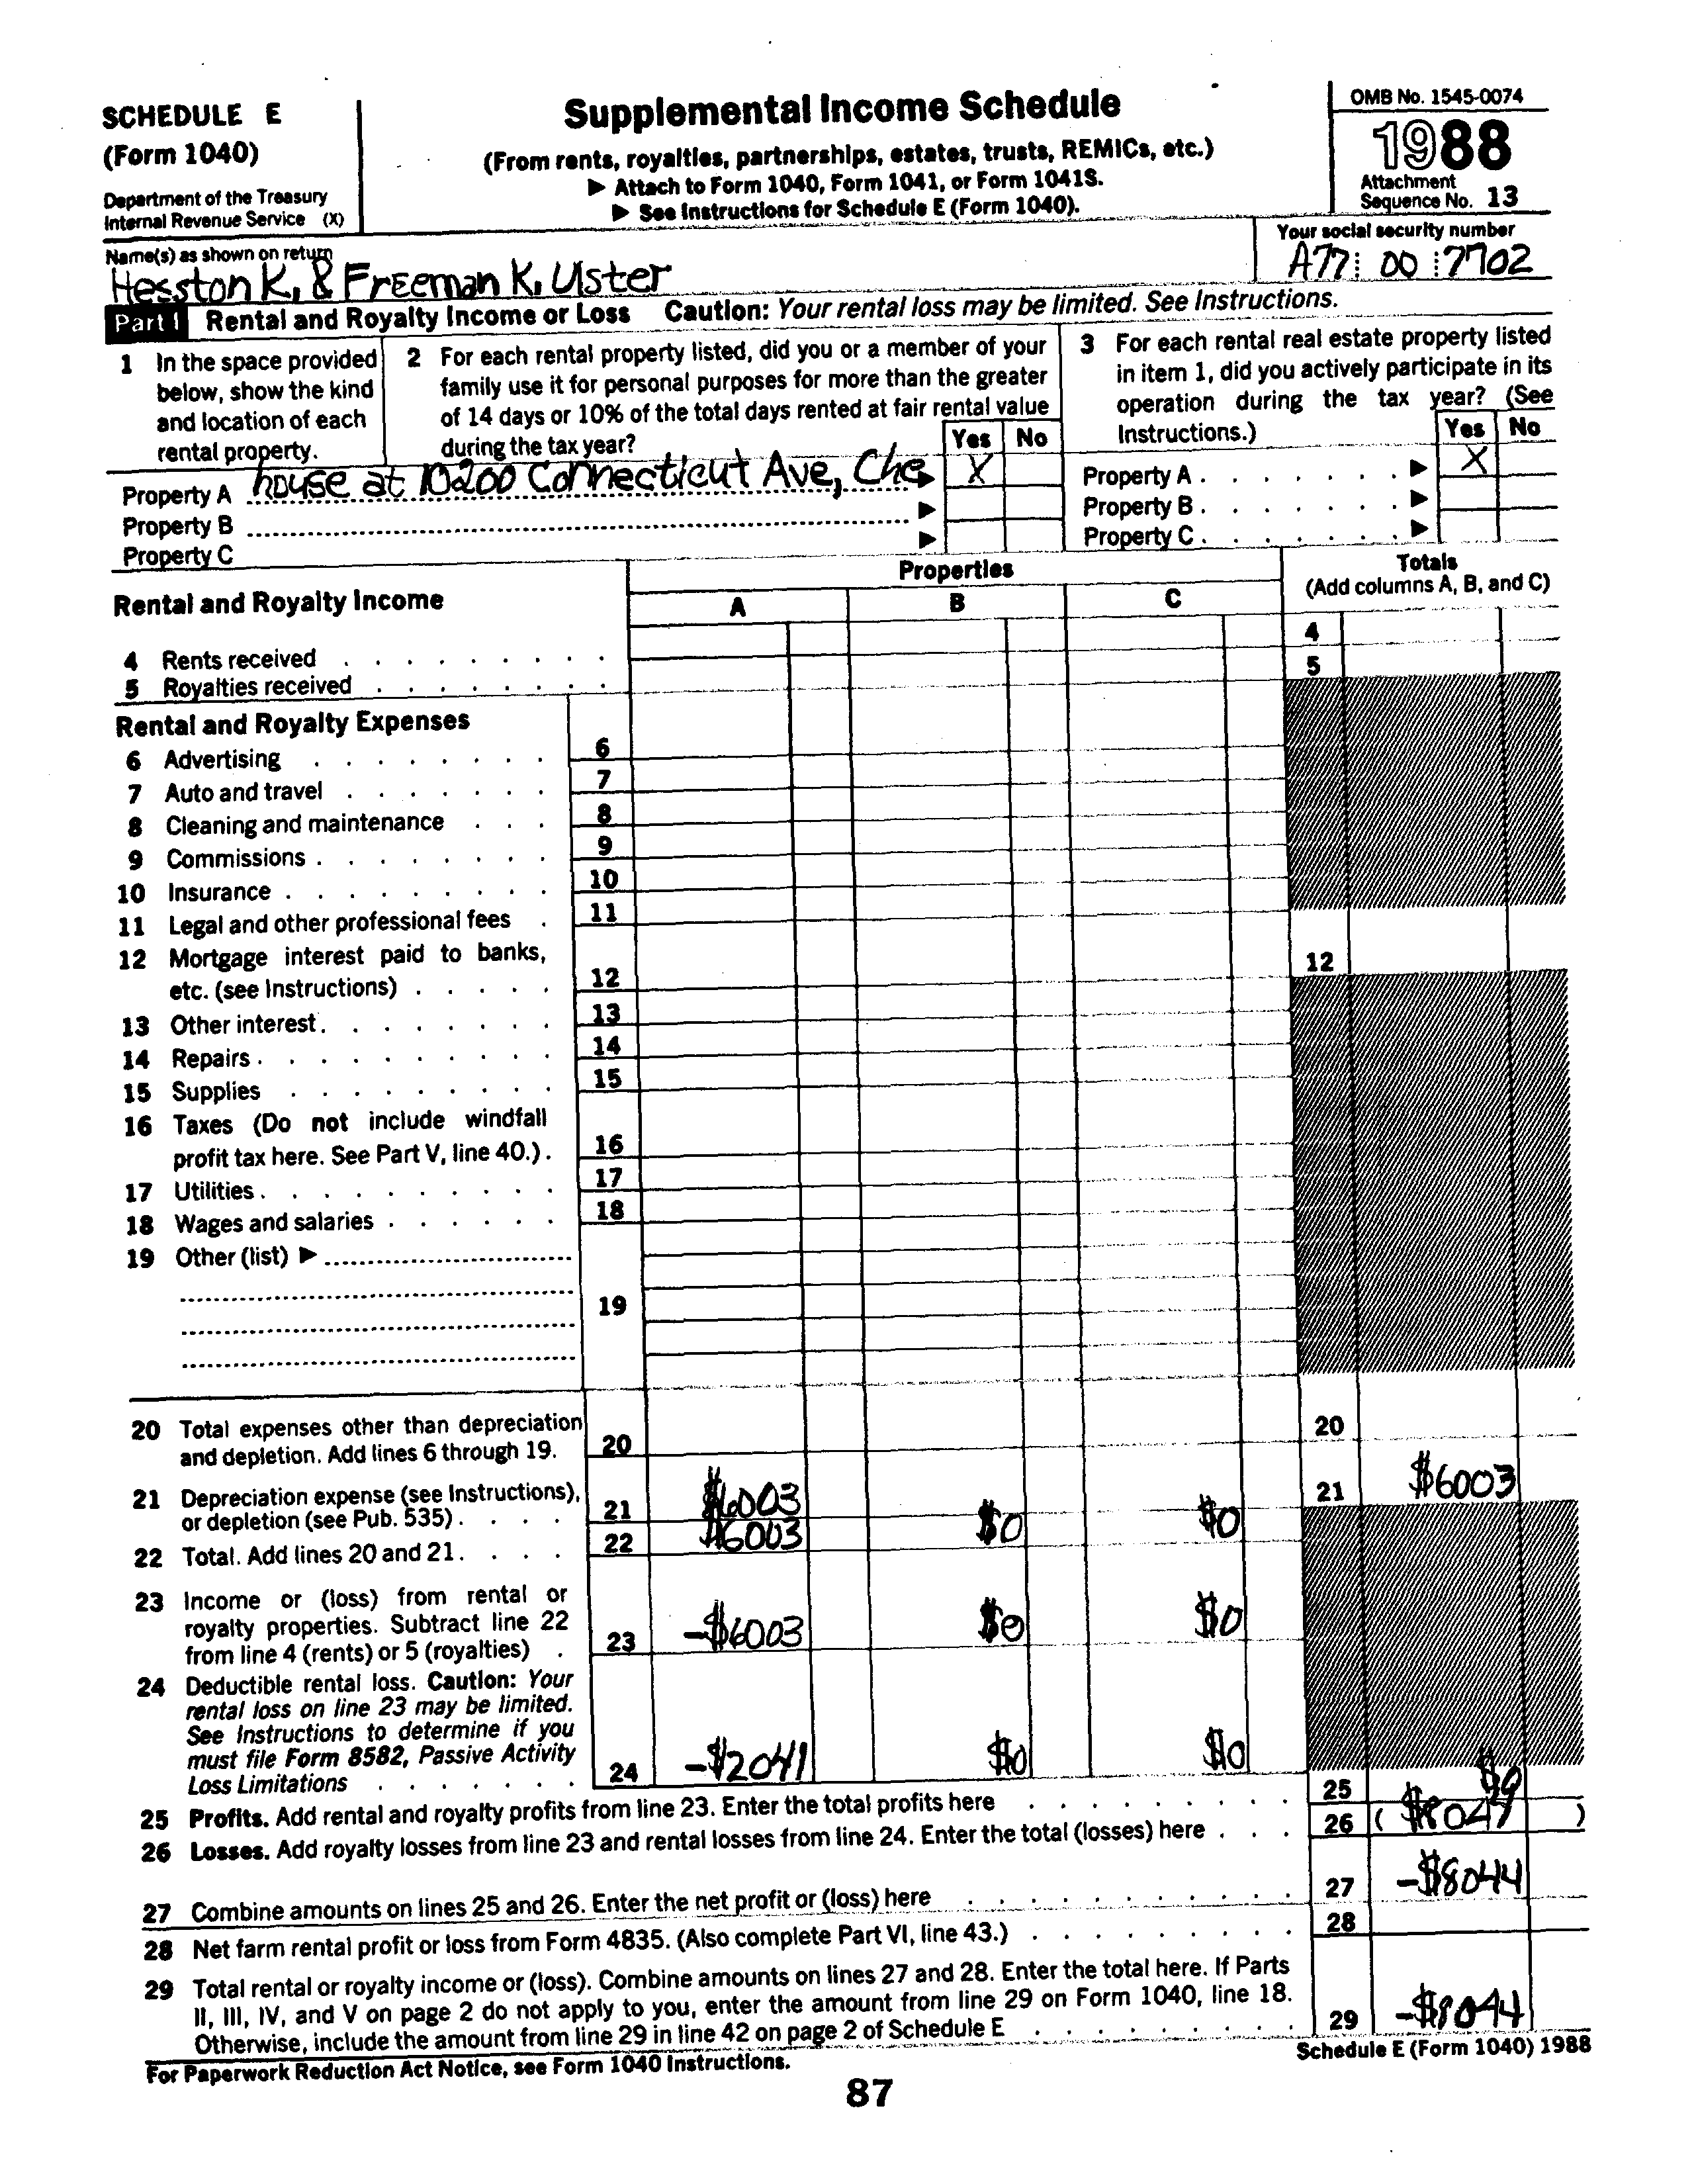 SCHEDULE E
(Form 1040)
Department of the Treasury
Internal Revenue Service (X)
Supplemental Income Schedule
(From rents, royalties, partnerships, estates, trusts, REMICs, etc.)
▶ Attach to Form 1040, Form 1041, or Form 1041S.
▶ See Instructions for Schedule E (Form 1040).
OMB No. 1545-0074
1988
Attachment
Sequence No. 13
Name(s) as shown on return
Hesston K, & Freeman K, Uster
Your social security number
A77 00 7702
Part I Rental and Royalty Income or Loss Caution: Your rental loss may be limited. See Instructions.
1 In the space provided
below, show the kind
and location of each
rental property.
2 For each rental property listed, did you or a member of your
family use it for personal purposes for more than the greater
of 14 days or 10% of the total days rented at fair rental value
during the tax year?
Yes No
3 For each rental real estate property listed
in item 1, did you actively participate in its
operation during the tax year? (See
Instructions.)
Yes No
Property A house at 10200 Connecticut Ave, Che ▶ X
Property B ▶
Property C ▶
Property A . . . . . . . ▶ X
Property B . . . . . . . ▶
Property C . . . . . . . ▶
Rental and Royalty Income
Properties
A B C
Totals
(Add columns A, B, and C)
4 Rents received . . . . . . . . . 4
5 Royalties received . . . . . . . . 5
Rental and Royalty Expenses
6 Advertising . . . . . . . . 6
7 Auto and travel . . . . . . . 7
8 Cleaning and maintenance . . . 8
9 Commissions . . . . . . . . 9
10 Insurance . . . . . . . . . 10
11 Legal and other professional fees . 11
12 Mortgage interest paid to banks,
etc. (see Instructions) . . . . . 12 12
13 Other interest . . . . . . . . 13
14 Repairs . . . . . . . . . . 14
15 Supplies . . . . . . . . . 15
16 Taxes (Do not include windfall
profit tax here. See Part V, line 40.) . 16
17 Utilities . . . . . . . . . . 17
18 Wages and salaries . . . . . . 18
19 Other (list) ▶
19
20 Total expenses other than depreciation
and depletion. Add lines 6 through 19. 20 20
21 Depreciation expense (see Instructions),
or depletion (see Pub. 535) . . . . 21 $6003 21 $6003
22 Total. Add lines 20 and 21. . . . 22 $6003 $0 $0
23 Income or (loss) from rental or
royalty properties. Subtract line 22
from line 4 (rents) or 5 (royalties) . 23 -$6003 $0 $0
24 Deductible rental loss. Caution: Your
rental loss on line 23 may be limited.
See Instructions to determine if you
must file Form 8582, Passive Activity
Loss Limitations . . . . . . . 24 -$2041 $0 $0
25 Profits. Add rental and royalty profits from line 23. Enter the total profits here . . . . . . . . . 25 $0
26 Losses. Add royalty losses from line 23 and rental losses from line 24. Enter the total (losses) here . . . 26 ( )
27 Combine amounts on lines 25 and 26. Enter the net profit or (loss) here . . . . . . . . . . . 27 -$8044
28 Net farm rental profit or loss from Form 4835. (Also complete Part VI, line 43.) . . . . . . . . . 28
29 Total rental or royalty income or (loss). Combine amounts on lines 27 and 28. Enter the total here. If Parts
II, III, IV, and V on page 2 do not apply to you, enter the amount from line 29 on Form 1040, line 18.
Otherwise, include the amount from line 29 in line 42 on page 2 of Schedule E . . . . . . . . . 29 -$8044
For Paperwork Reduction Act Notice, see Form 1040 Instructions.
Schedule E (Form 1040) 1988
87